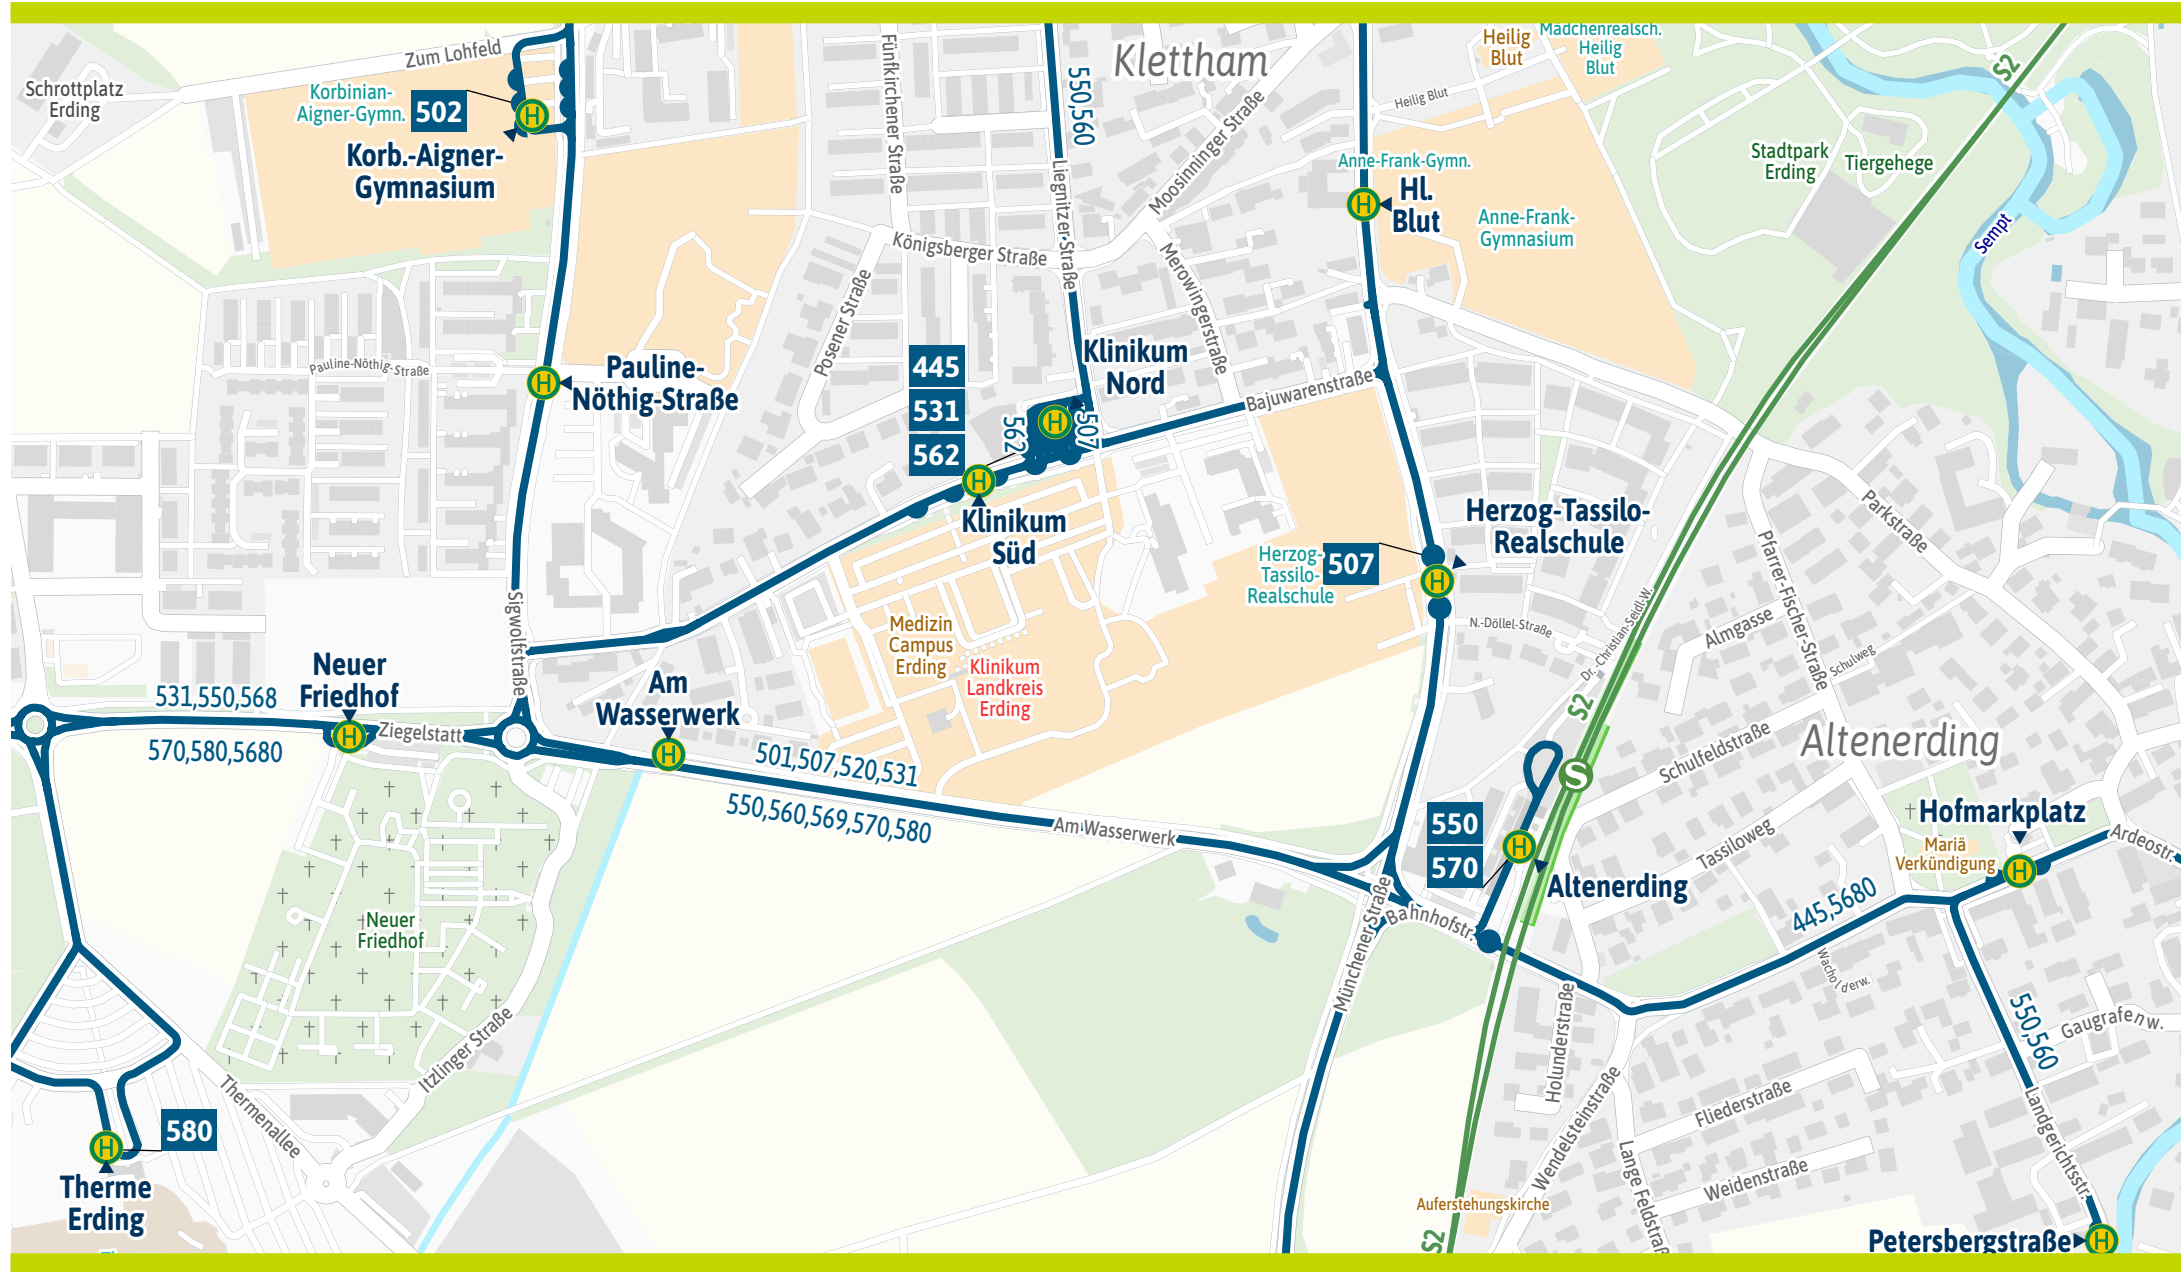 Zum Lohfeld
Schrottplatz
Erding
Korbinian-
Aigner-Gymn.
502
H
Korb.-Aigner-
Gymnasium
Fünfkirchener Straße
550,560
Liegnitzer-Straße
Klettham
Moosinninger Straße
Heilig
Blut
Mädchenrealsch.
Heilig
Blut
Heilig Blut
S2
Anne-Frank-Gymn.
H
Hl.
Blut
Anne-Frank-
Gymnasium
Stadtpark
Erding
Tiergehege
Sempt
Königsberger Straße
Posener Straße
Merowingerstraße
Pauline-Nöthig-Straße
H
Pauline-
Nöthig-Straße
445
531
562
Klinikum
Nord
H
562
507
Bajuwarenstraße
H
Klinikum
Süd
Herzog-Tassilo-
Realschule
Herzog-
Tassilo-
Realschule
507
H
N.-Döllel-Straße
Dr.-Christian-Seidl-W.
Parkstraße
Pfarrer-Fischer-Straße
Almgasse
Schulweg
Sigwolfstraße
Medizin
Campus
Erding
Klinikum
Landkreis
Erding
Neuer
Friedhof
531,550,568
570,580,5680
H
Ziegelstatt
Am
Wasserwerk
H
501,507,520,531
550,560,569,570,580
Am Wasserwerk
S2
S
Schulfeldstraße
Altenerding
Tassiloweg
550
570
H
Altenerding
Hofmarkplatz
H
Mariä
Verkündigung
Ardeostr.
445,5680
Münchener Straße
Bahnhofstr.
Neuer
Friedhof
Itzlinger Straße
Thermenallee
580
H
Therme
Erding
Wacholderw.
Holunderstraße
Wendelsteinstraße
Fliederstraße
Lange Feldstraß
Weidenstraße
550,560
Gaugrafenw.
Landgerichtsstr.
Auferstehungskirche
S2
Petersbergstraße
H